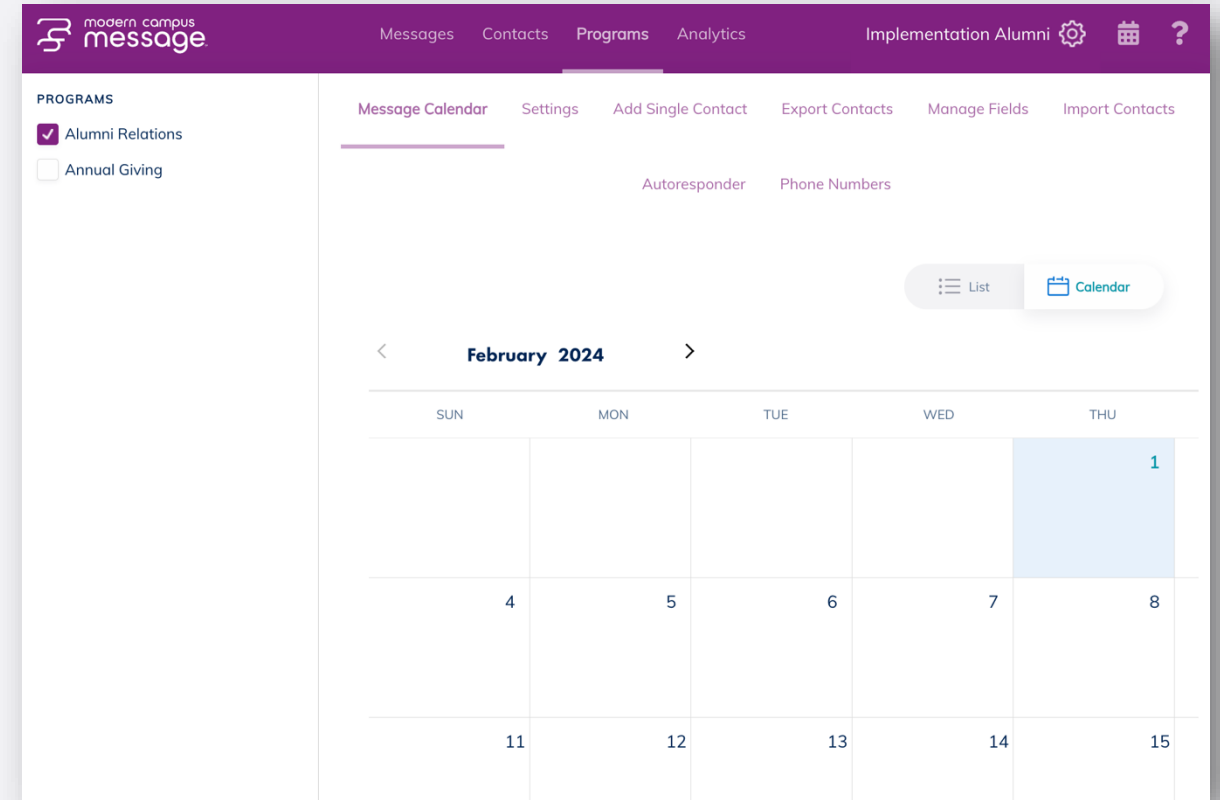 modern campus
message
Messages Contacts Programs Analytics Implementation Alumni ?
PROGRAMS
Alumni Relations
Annual Giving
Message Calendar Settings Add Single Contact Export Contacts Manage Fields Import Contacts
Autoresponder Phone Numbers
List Calendar
February 2024
SUN MON TUE WED THU
1
4 5 6 7 8
11 12 13 14 15